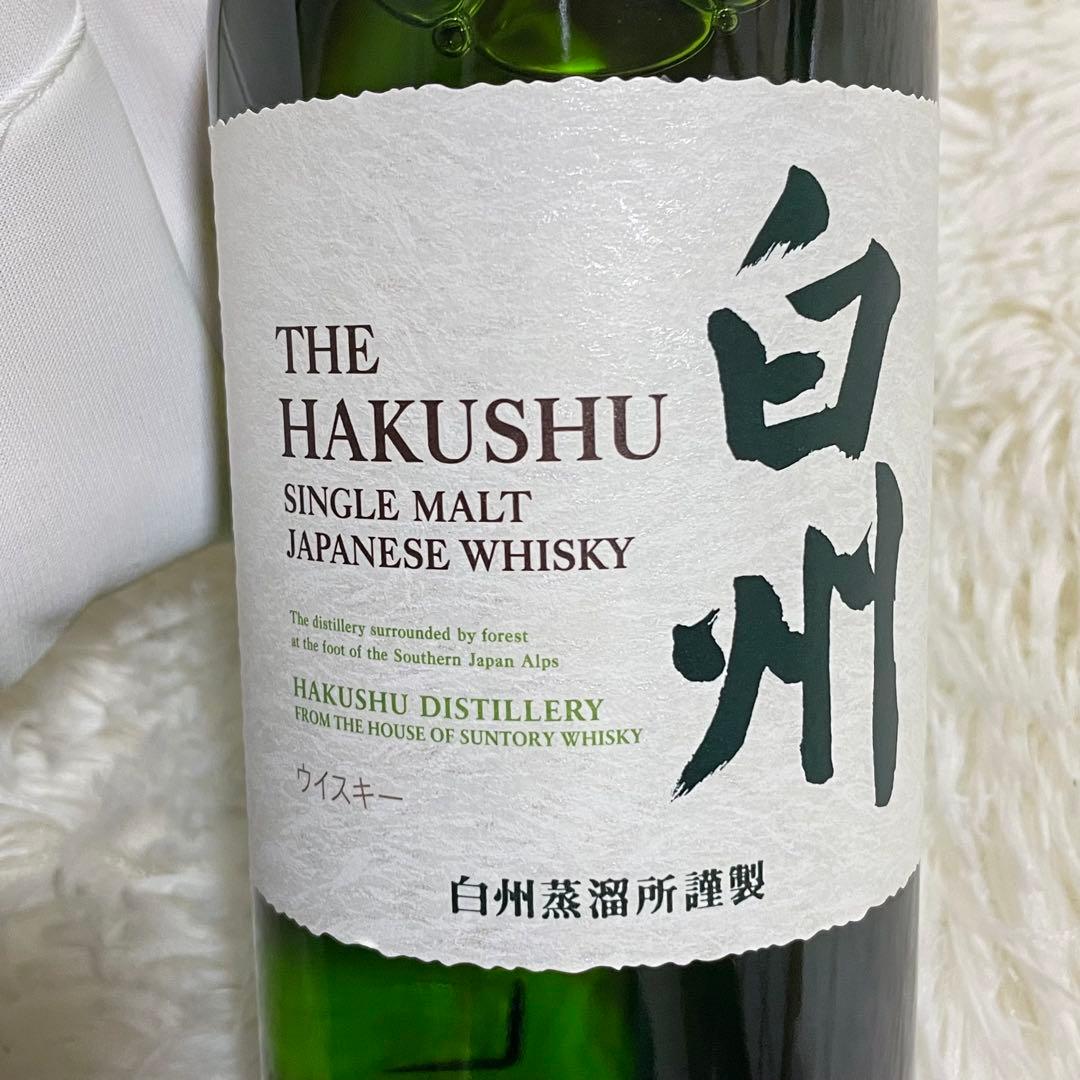 THE
HAKUSHU
SINGLE MALT
JAPANESE WHISKY
The distillery surrounded by forest
at the foot of the Southern Japan Alps
HAKUSHU DISTILLERY
FROM THE HOUSE OF SUNTORY WHISKY
ウイスキー
白州
白州蒸溜所謹製